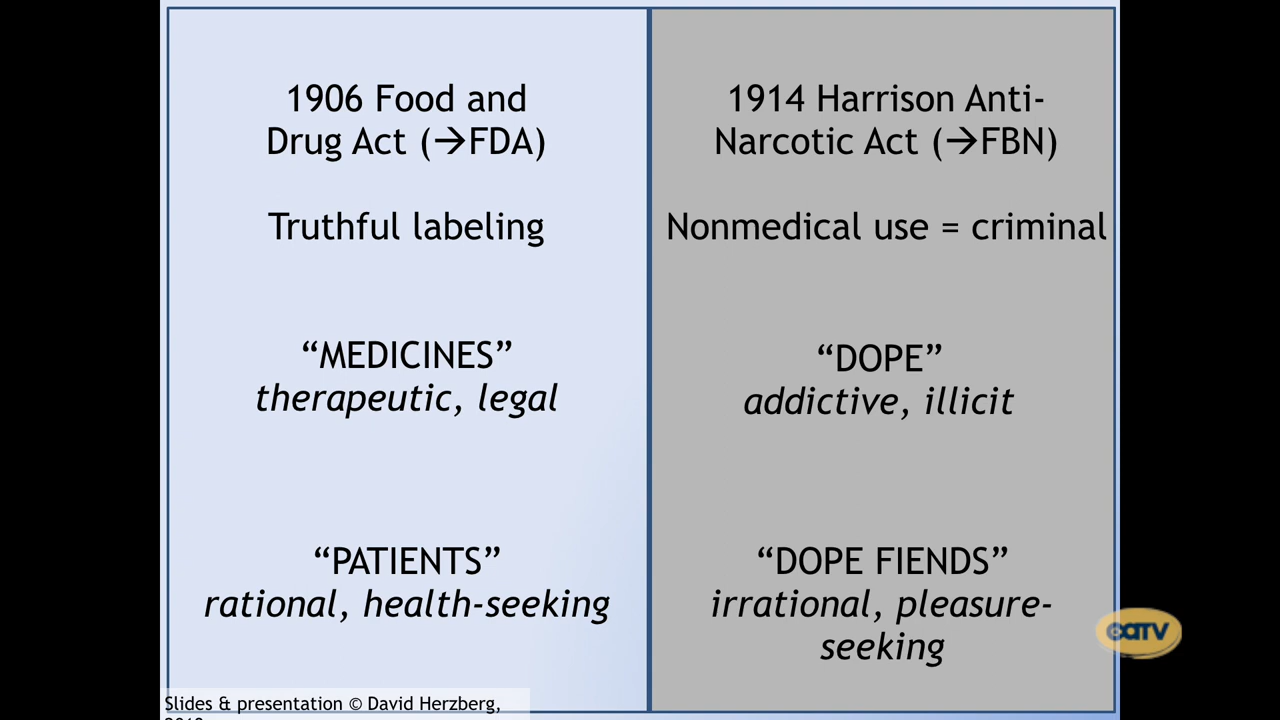 1906 Food and
Drug Act (→FDA)
Truthful labeling
“MEDICINES”
therapeutic, legal
“PATIENTS”
rational, health-seeking
1914 Harrison Anti-
Narcotic Act (→FBN)
Nonmedical use = criminal
“DOPE”
addictive, illicit
“DOPE FIENDS”
irrational, pleasure-
seeking
Slides & presentation © David Herzberg,
CATV